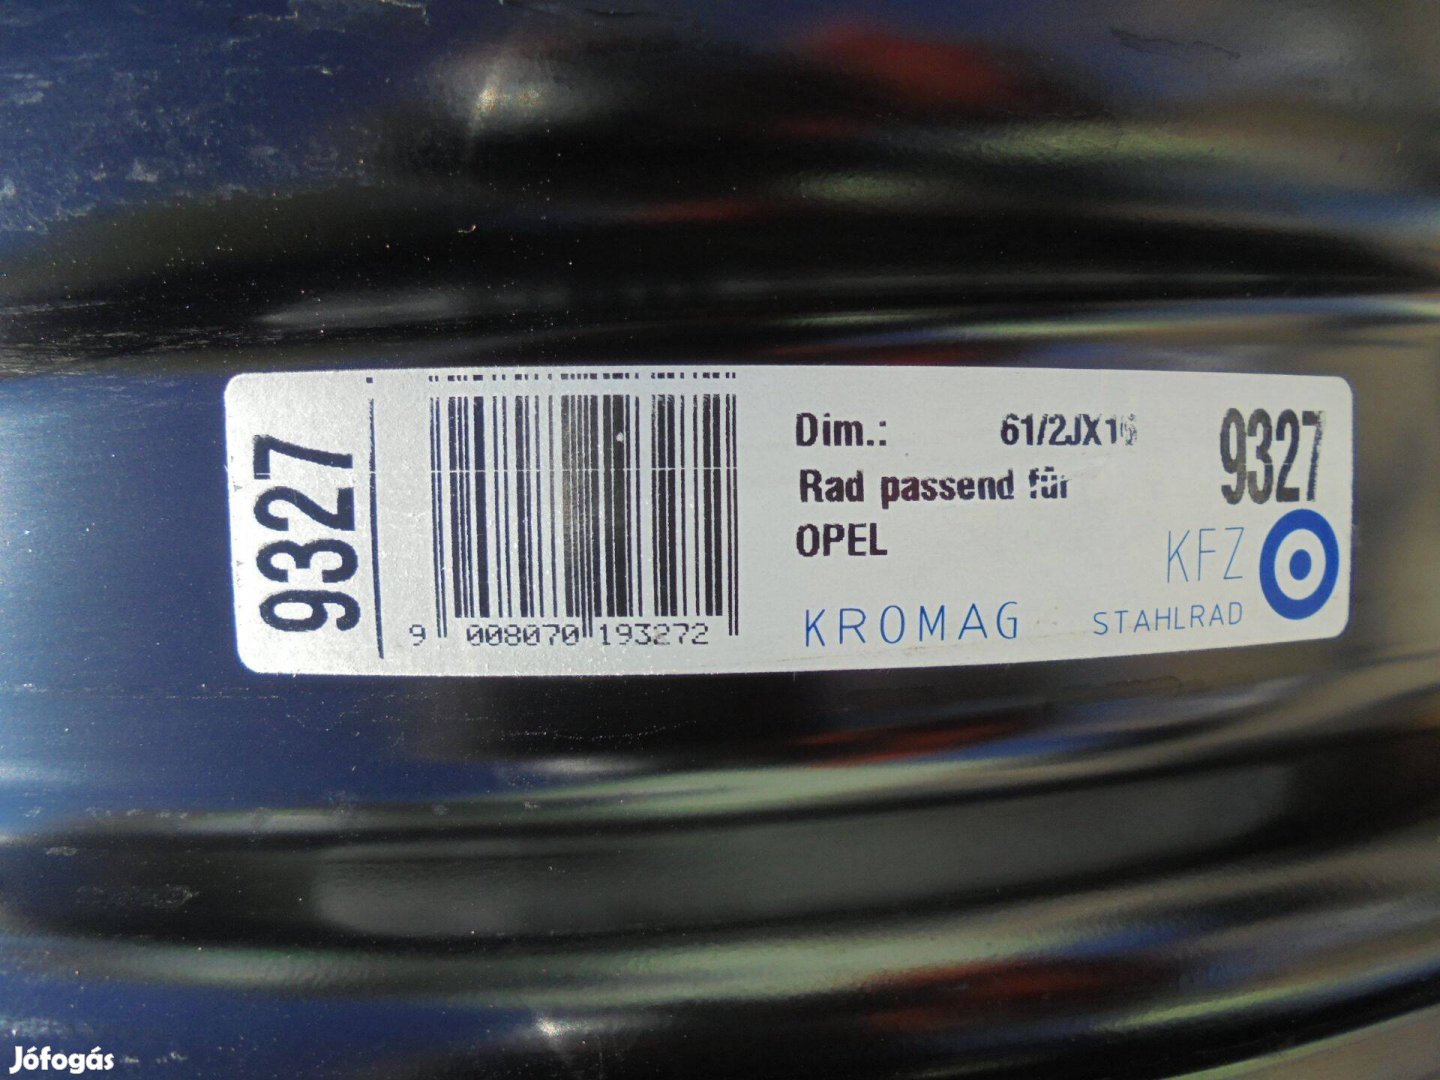 9327
9 008070 193272
Dim.: 61/2JX16
Rad passend für
OPEL
KROMAG
9327
KFZ
STAHLRAD
Jófogás